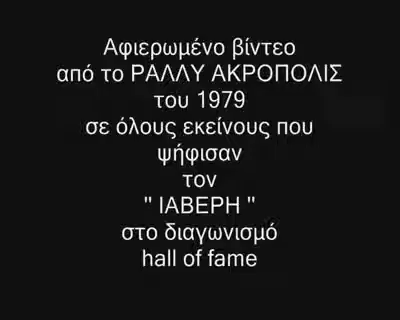 Αφιερωμένο βίντεο
από το ΡΑΛΛΥ ΑΚΡΟΠΟΛΙΣ
του 1979
σε όλους εκείνους που
ψήφισαν
τον
" ΙΑΒΕΡΗ "
στο διαγωνισμό
hall of fame